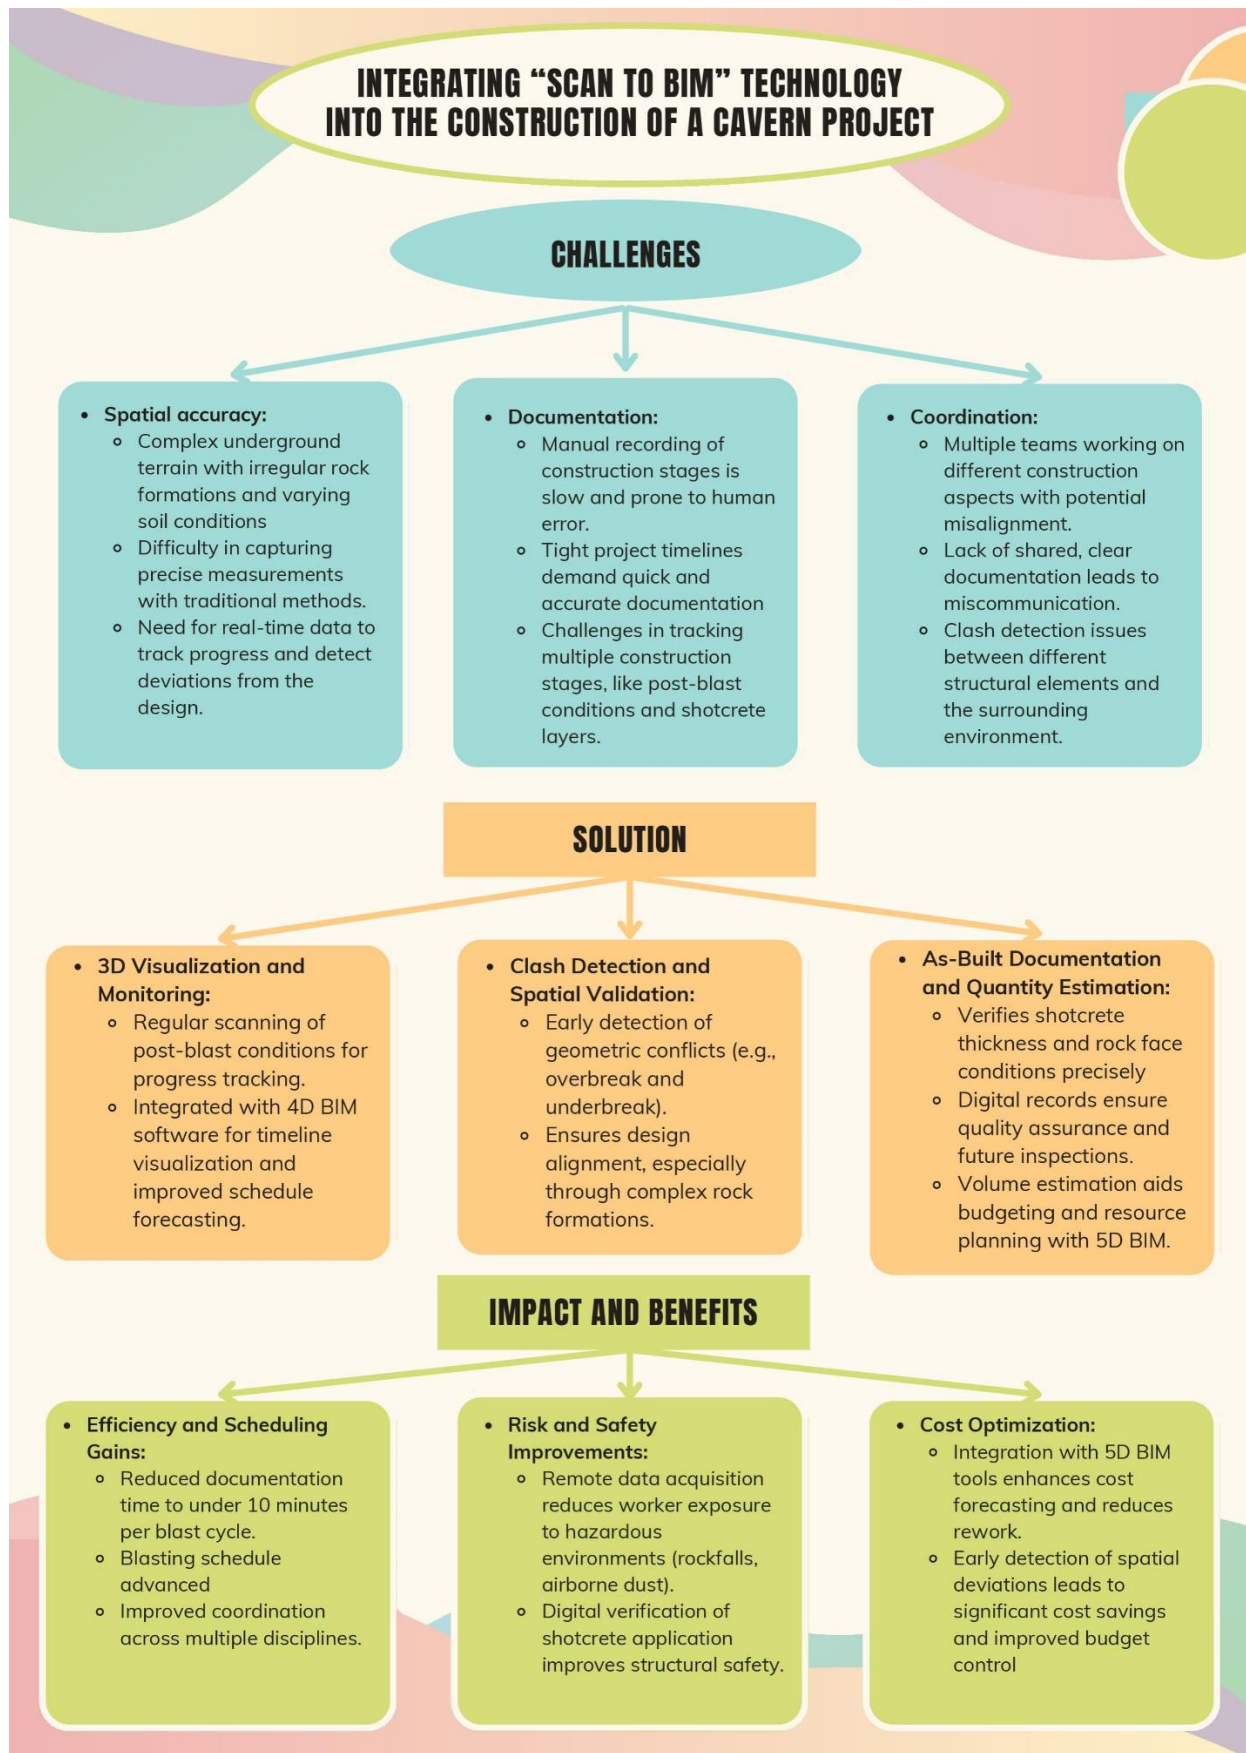 INTEGRATING “SCAN TO BIM” TECHNOLOGY
INTO THE CONSTRUCTION OF A CAVERN PROJECT
CHALLENGES
• Spatial accuracy:
◦ Complex underground
terrain with irregular rock
formations and varying
soil conditions
◦ Difficulty in capturing
precise measurements
with traditional methods.
◦ Need for real-time data to
track progress and detect
deviations from the
design.
• Documentation:
◦ Manual recording of
construction stages is
slow and prone to human
error.
◦ Tight project timelines
demand quick and
accurate documentation
◦ Challenges in tracking
multiple construction
stages, like post-blast
conditions and shotcrete
layers.
• Coordination:
◦ Multiple teams working on
different construction
aspects with potential
misalignment.
◦ Lack of shared, clear
documentation leads to
miscommunication.
◦ Clash detection issues
between different
structural elements and
the surrounding
environment.
SOLUTION
• 3D Visualization and
Monitoring:
◦ Regular scanning of
post-blast conditions for
progress tracking.
◦ Integrated with 4D BIM
software for timeline
visualization and
improved schedule
forecasting.
• Clash Detection and
Spatial Validation:
◦ Early detection of
geometric conflicts (e.g.,
overbreak and
underbreak).
◦ Ensures design
alignment, especially
through complex rock
formations.
• As-Built Documentation
and Quantity Estimation:
◦ Verifies shotcrete
thickness and rock face
conditions precisely
◦ Digital records ensure
quality assurance and
future inspections.
◦ Volume estimation aids
budgeting and resource
planning with 5D BIM.
IMPACT AND BENEFITS
• Efficiency and Scheduling
Gains:
◦ Reduced documentation
time to under 10 minutes
per blast cycle.
◦ Blasting schedule
advanced
◦ Improved coordination
across multiple disciplines.
• Risk and Safety
Improvements:
◦ Remote data acquisition
reduces worker exposure
to hazardous
environments (rockfalls,
airborne dust).
◦ Digital verification of
shotcrete application
improves structural safety.
• Cost Optimization:
◦ Integration with 5D BIM
tools enhances cost
forecasting and reduces
rework.
◦ Early detection of spatial
deviations leads to
significant cost savings
and improved budget
control